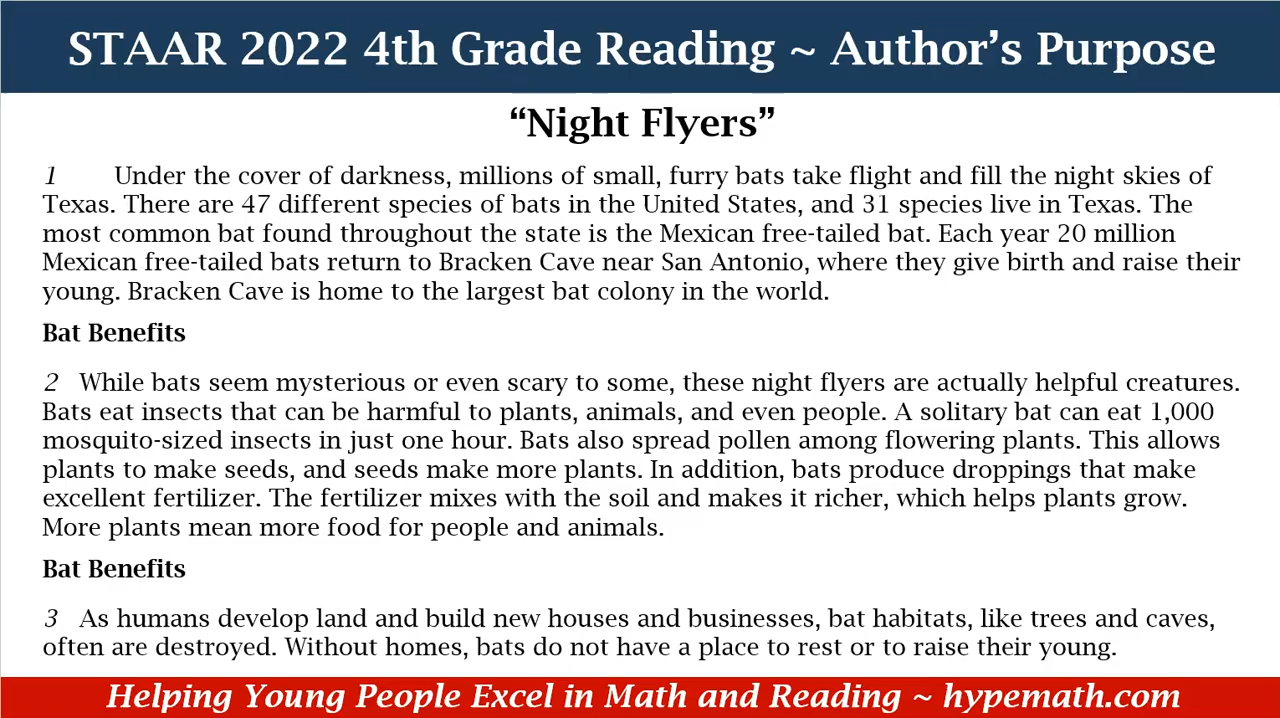 STAAR 2022 4th Grade Reading ~ Author’s Purpose
“Night Flyers”
1 Under the cover of darkness, millions of small, furry bats take flight and fill the night skies of
Texas. There are 47 different species of bats in the United States, and 31 species live in Texas. The
most common bat found throughout the state is the Mexican free-tailed bat. Each year 20 million
Mexican free-tailed bats return to Bracken Cave near San Antonio, where they give birth and raise their
young. Bracken Cave is home to the largest bat colony in the world.
Bat Benefits
2 While bats seem mysterious or even scary to some, these night flyers are actually helpful creatures.
Bats eat insects that can be harmful to plants, animals, and even people. A solitary bat can eat 1,000
mosquito-sized insects in just one hour. Bats also spread pollen among flowering plants. This allows
plants to make seeds, and seeds make more plants. In addition, bats produce droppings that make
excellent fertilizer. The fertilizer mixes with the soil and makes it richer, which helps plants grow.
More plants mean more food for people and animals.
Bat Benefits
3 As humans develop land and build new houses and businesses, bat habitats, like trees and caves,
often are destroyed. Without homes, bats do not have a place to rest or to raise their young.
Helping Young People Excel in Math and Reading ~ hypemath.com